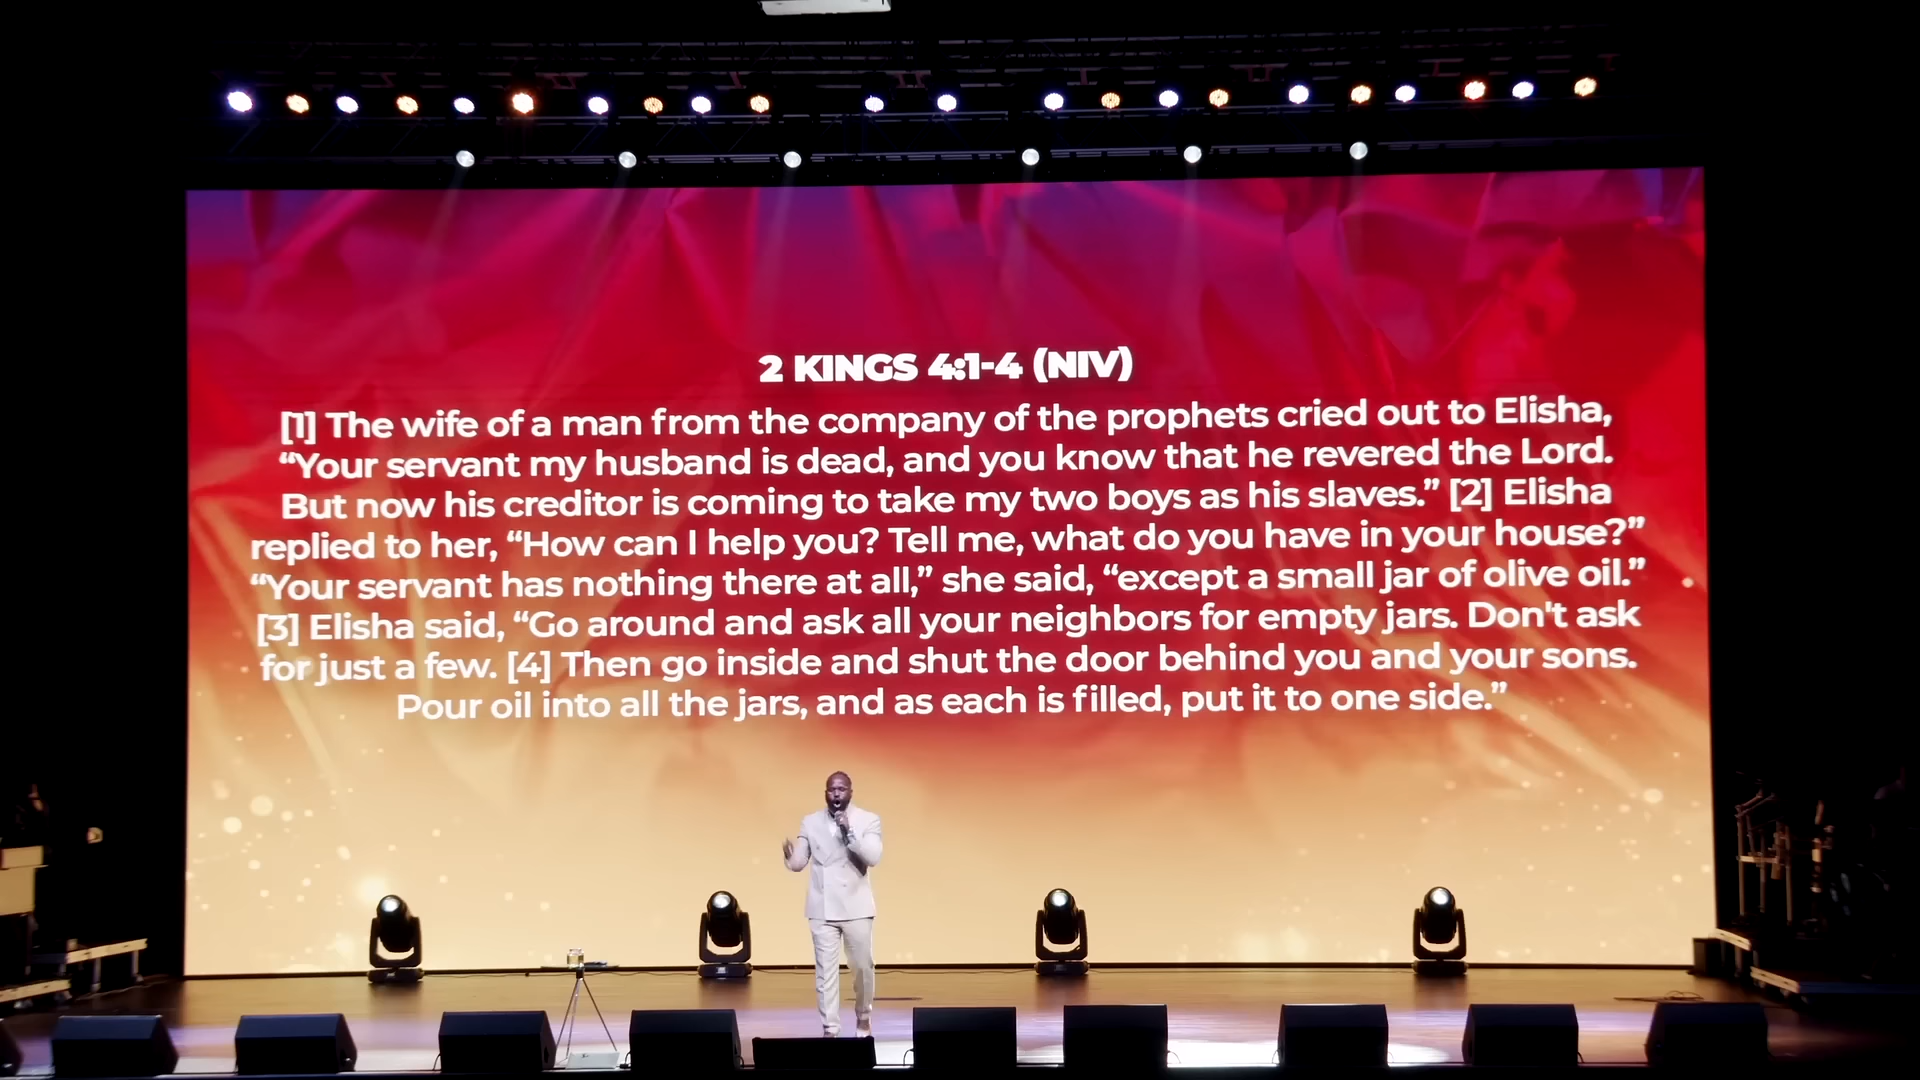 2 KINGS 4:1-4 (NIV)
[1] The wife of a man from the company of the prophets cried out to Elisha,
“Your servant my husband is dead, and you know that he revered the Lord.
But now his creditor is coming to take my two boys as his slaves.” [2] Elisha
replied to her, “How can I help you? Tell me, what do you have in your house?”
“Your servant has nothing there at all,” she said, “except a small jar of olive oil.”
[3] Elisha said, “Go around and ask all your neighbors for empty jars. Don't ask
for just a few. [4] Then go inside and shut the door behind you and your sons.
Pour oil into all the jars, and as each is filled, put it to one side.”